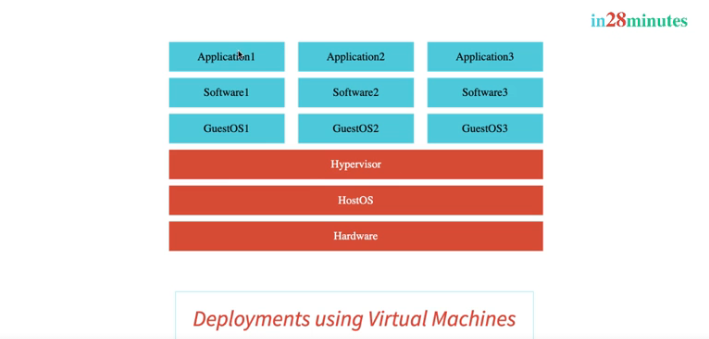 in28minutes
Application1 Application2 Application3
Software1 Software2 Software3
GuestOS1 GuestOS2 GuestOS3
Hypervisor
HostOS
Hardware
Deployments using Virtual Machines